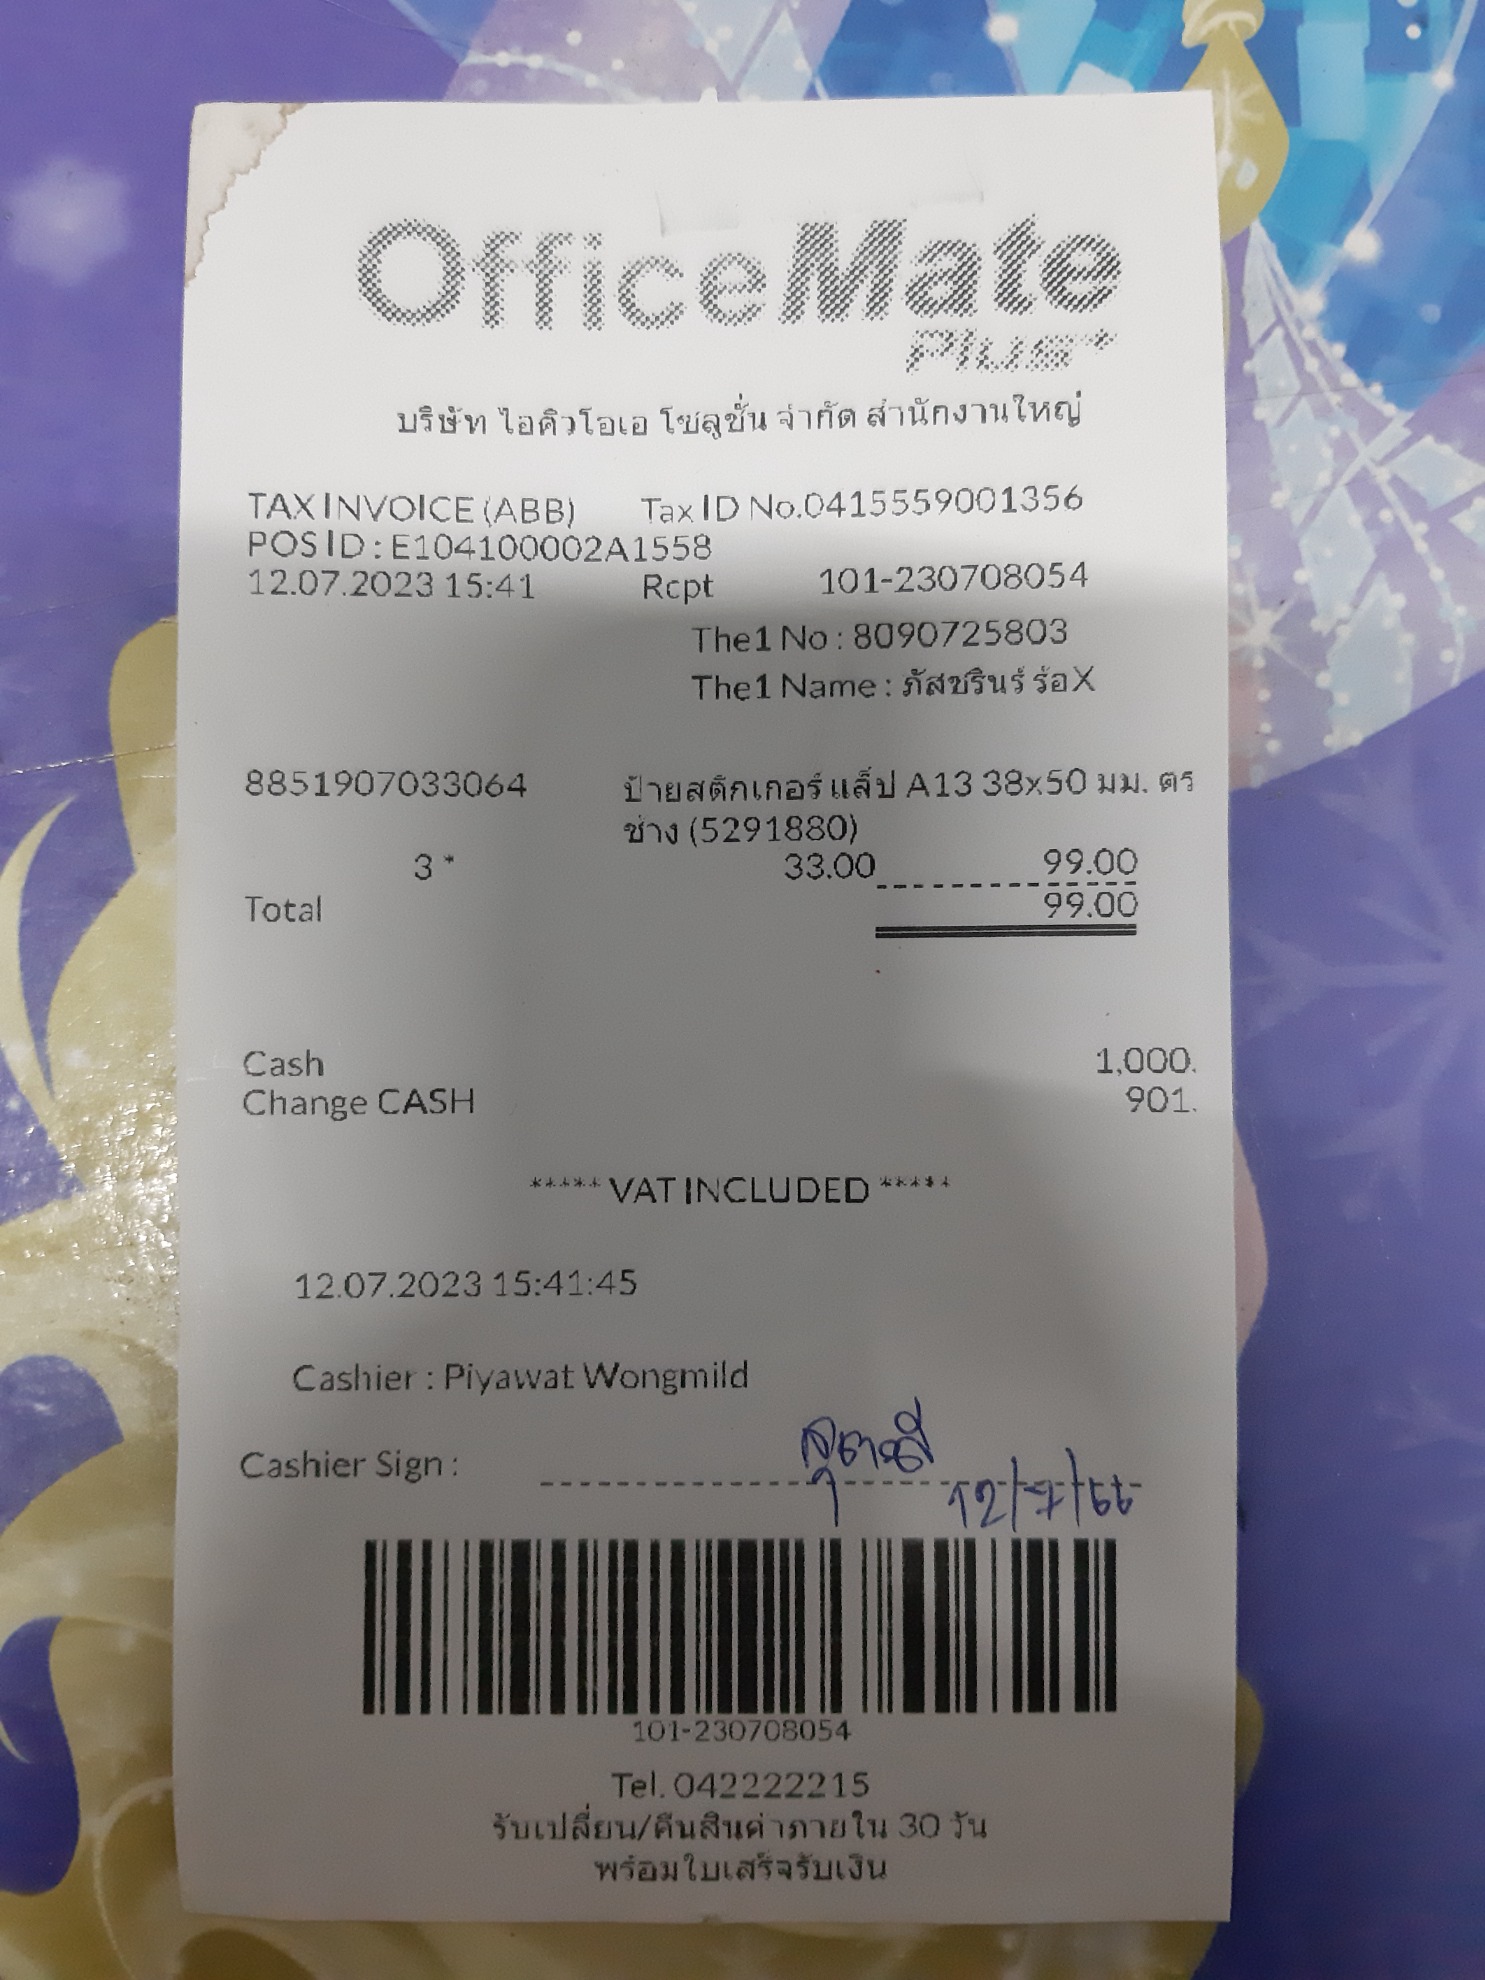 OfficeMate
Plus+
บริษัท ไอคิวโอเอ โซลูชั่น จำกัด สำนักงานใหญ่
TAX INVOICE (ABB) Tax ID No.0415559001356
POS ID : E104100002A1558
12.07.2023 15:41 Rcpt 101-230708054
The1 No : 8090725803
The1 Name : ภัสชรินร์ ร่อX
8851907033064 ป้ายสติกเกอร์ แล็ป A13 38x50 มม. ตร
ช้าง (5291880)
3 * 33.00 99.00
Total 99.00
Cash 1,000.
Change CASH 901.
***** VAT INCLUDED *****
12.07.2023 15:41:45
Cashier : Piyawat Wongmild
Cashier Sign :
12/7/66
101-230708054
Tel. 042222215
รับเปลี่ยน/คืนสินค้าภายใน 30 วัน
พร้อมใบเสร็จรับเงิน